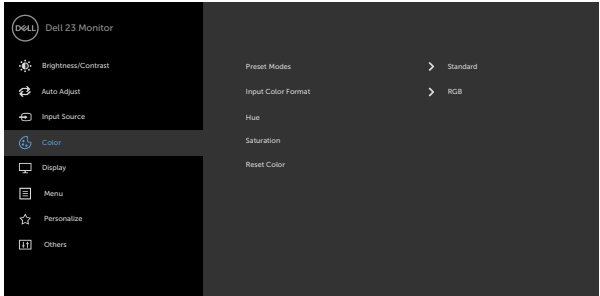 DELL Dell 23 Monitor
Brightness/Contrast
Auto Adjust
Input Source
Color
Display
Menu
Personalize
Others
Preset Modes Standard
Input Color Format RGB
Hue
Saturation
Reset Color